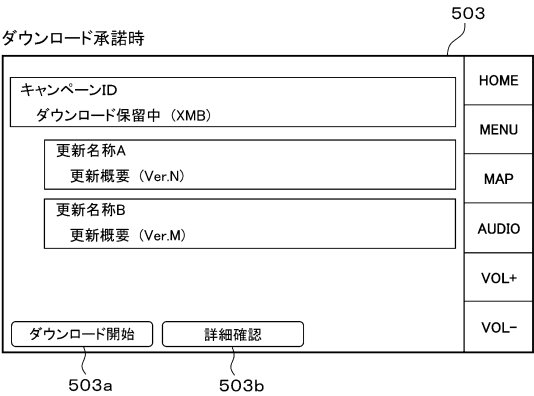 503
ダウンロード承諾時
キャンペーンID
ダウンロード保留中（XMB）
更新名称A
更新概要（Ver.N）
更新名称B
更新概要（Ver.M）
ダウンロード開始
詳細確認
HOME
MENU
MAP
AUDIO
VOL+
VOL−
503a
503b